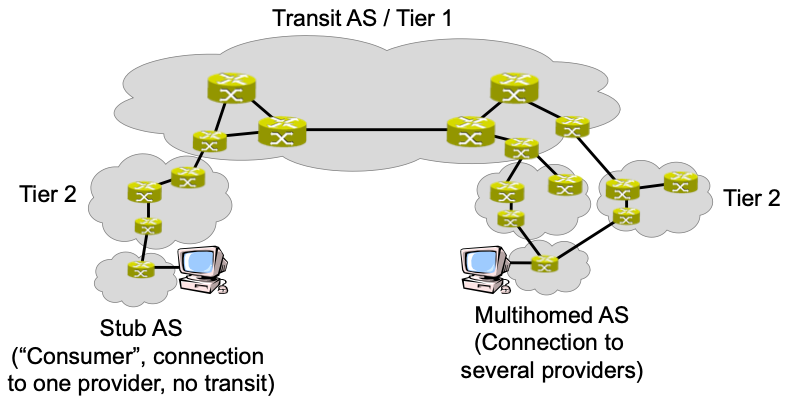 Transit AS / Tier 1
Tier 2
Tier 2
Stub AS
(“Consumer”, connection
to one provider, no transit)
Multihomed AS
(Connection to
several providers)